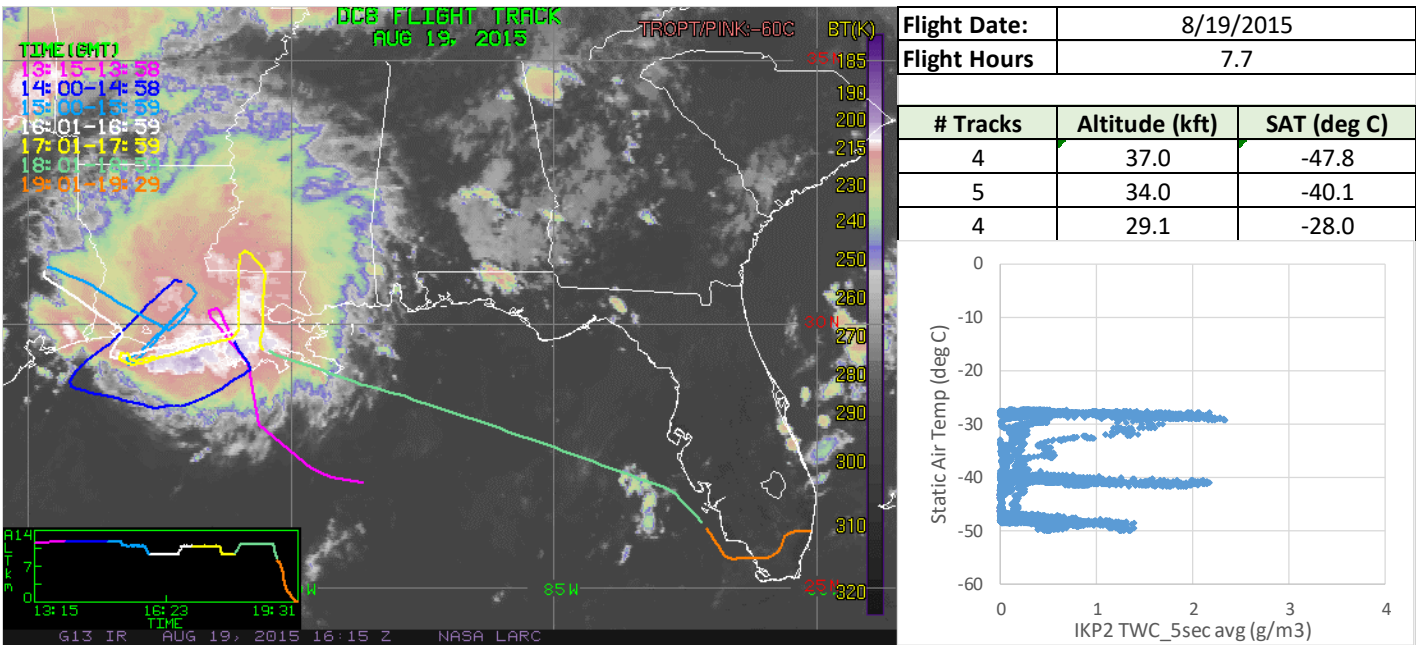 DC8 FLIGHT TRACK
AUG 19, 2015
TROPT/PINK:-60C
BT(K)
TIME(GMT)
13:15-13:58
14:00-14:58
15:00-15:59
16:01-16:59
17:01-17:59
19:01-19:29
185
190
200
215
230
240
250
260
270
280
290
300
310
320
30N
85W
ALT km
14
7
0
13:15
16:23
19:31
TIME
G13 IR AUG 19, 2015 16:15 Z NASA LARC
Flight Date: 8/19/2015
Flight Hours 7.7
# Tracks Altitude (kft) SAT (deg C)
4 37.0 -47.8
5 34.0 -40.1
4 29.1 -28.0
0
-10
-20
-30
-40
-50
-60
Static Air Temp (deg C)
0 1 2 3 4
IKP2 TWC_5sec avg (g/m3)